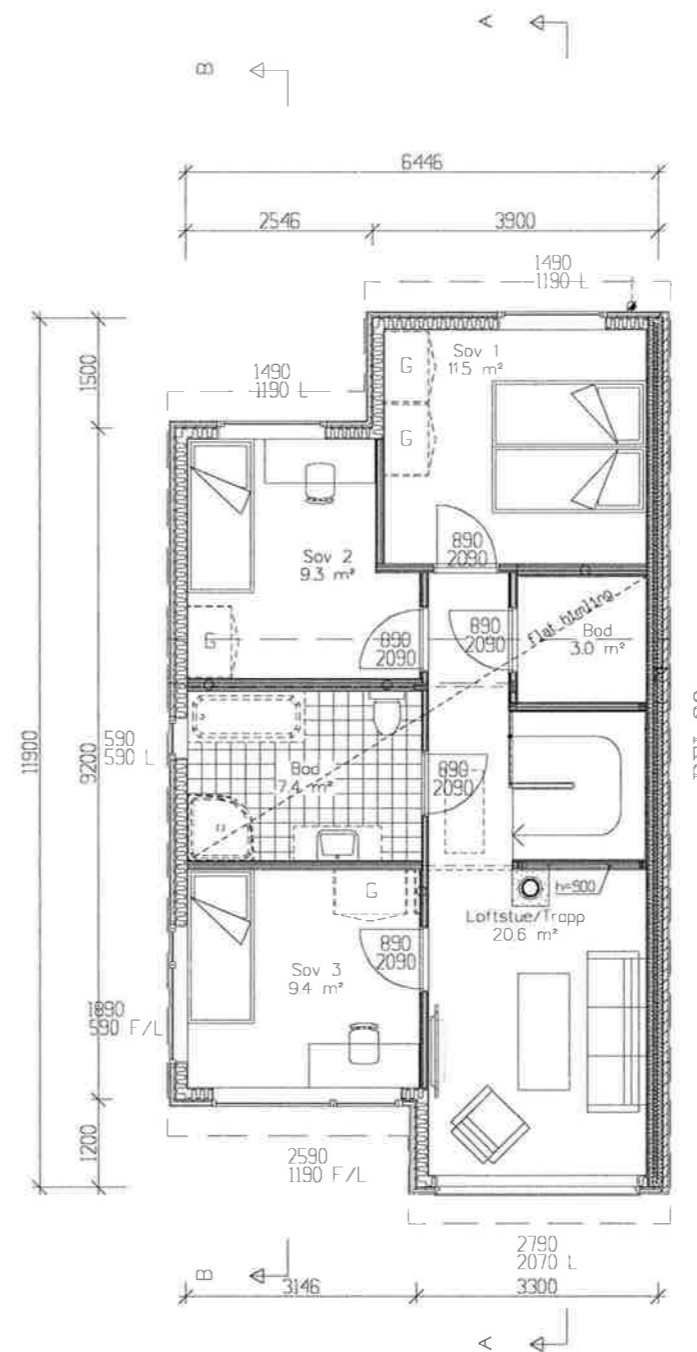 A
B
6446
2546
3900
1490
1190 L
1490
1190 L
1500
Sov 1
11.5 m²
G
G
890
2090
Sov 2
9.3 m²
G
890
2090
890
2090
Flat himling
Bod
3.0 m²
11900
9200
590
590 L
Bad
7.4 m²
890
2090
G
h=900
Loftstue/Trapp
20.6 m²
890
2090
Sov 3
9.4 m²
1890
590 F/L
1200
2590
1190 F/L
2790
2070 L
B
3146
3300
A